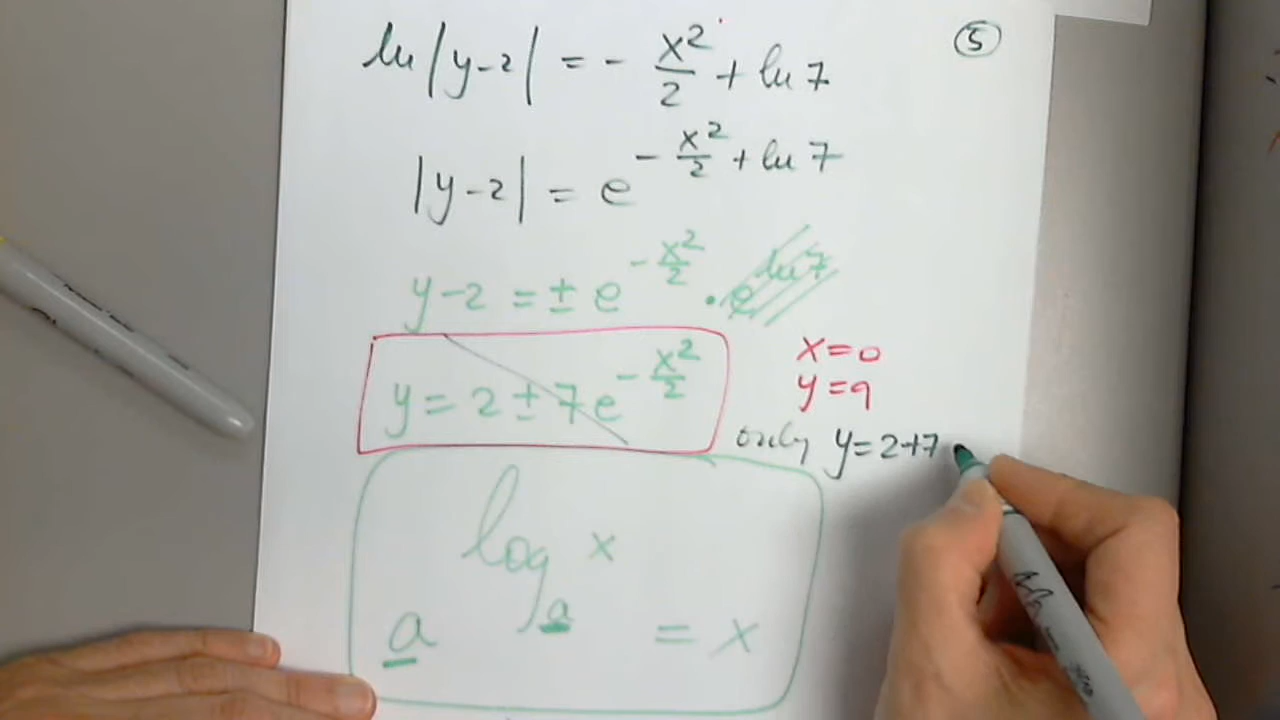 ⑤
ln|y-2| = - x²/2 + ln 7
|y-2| = e^(- x²/2 + ln 7)
y-2 = ± e^(- x²/2) · e^(ln 7)
y = 2 ± 7e^(- x²/2)
x=0
y=9
only y=2+7
a^(log_a x) = x